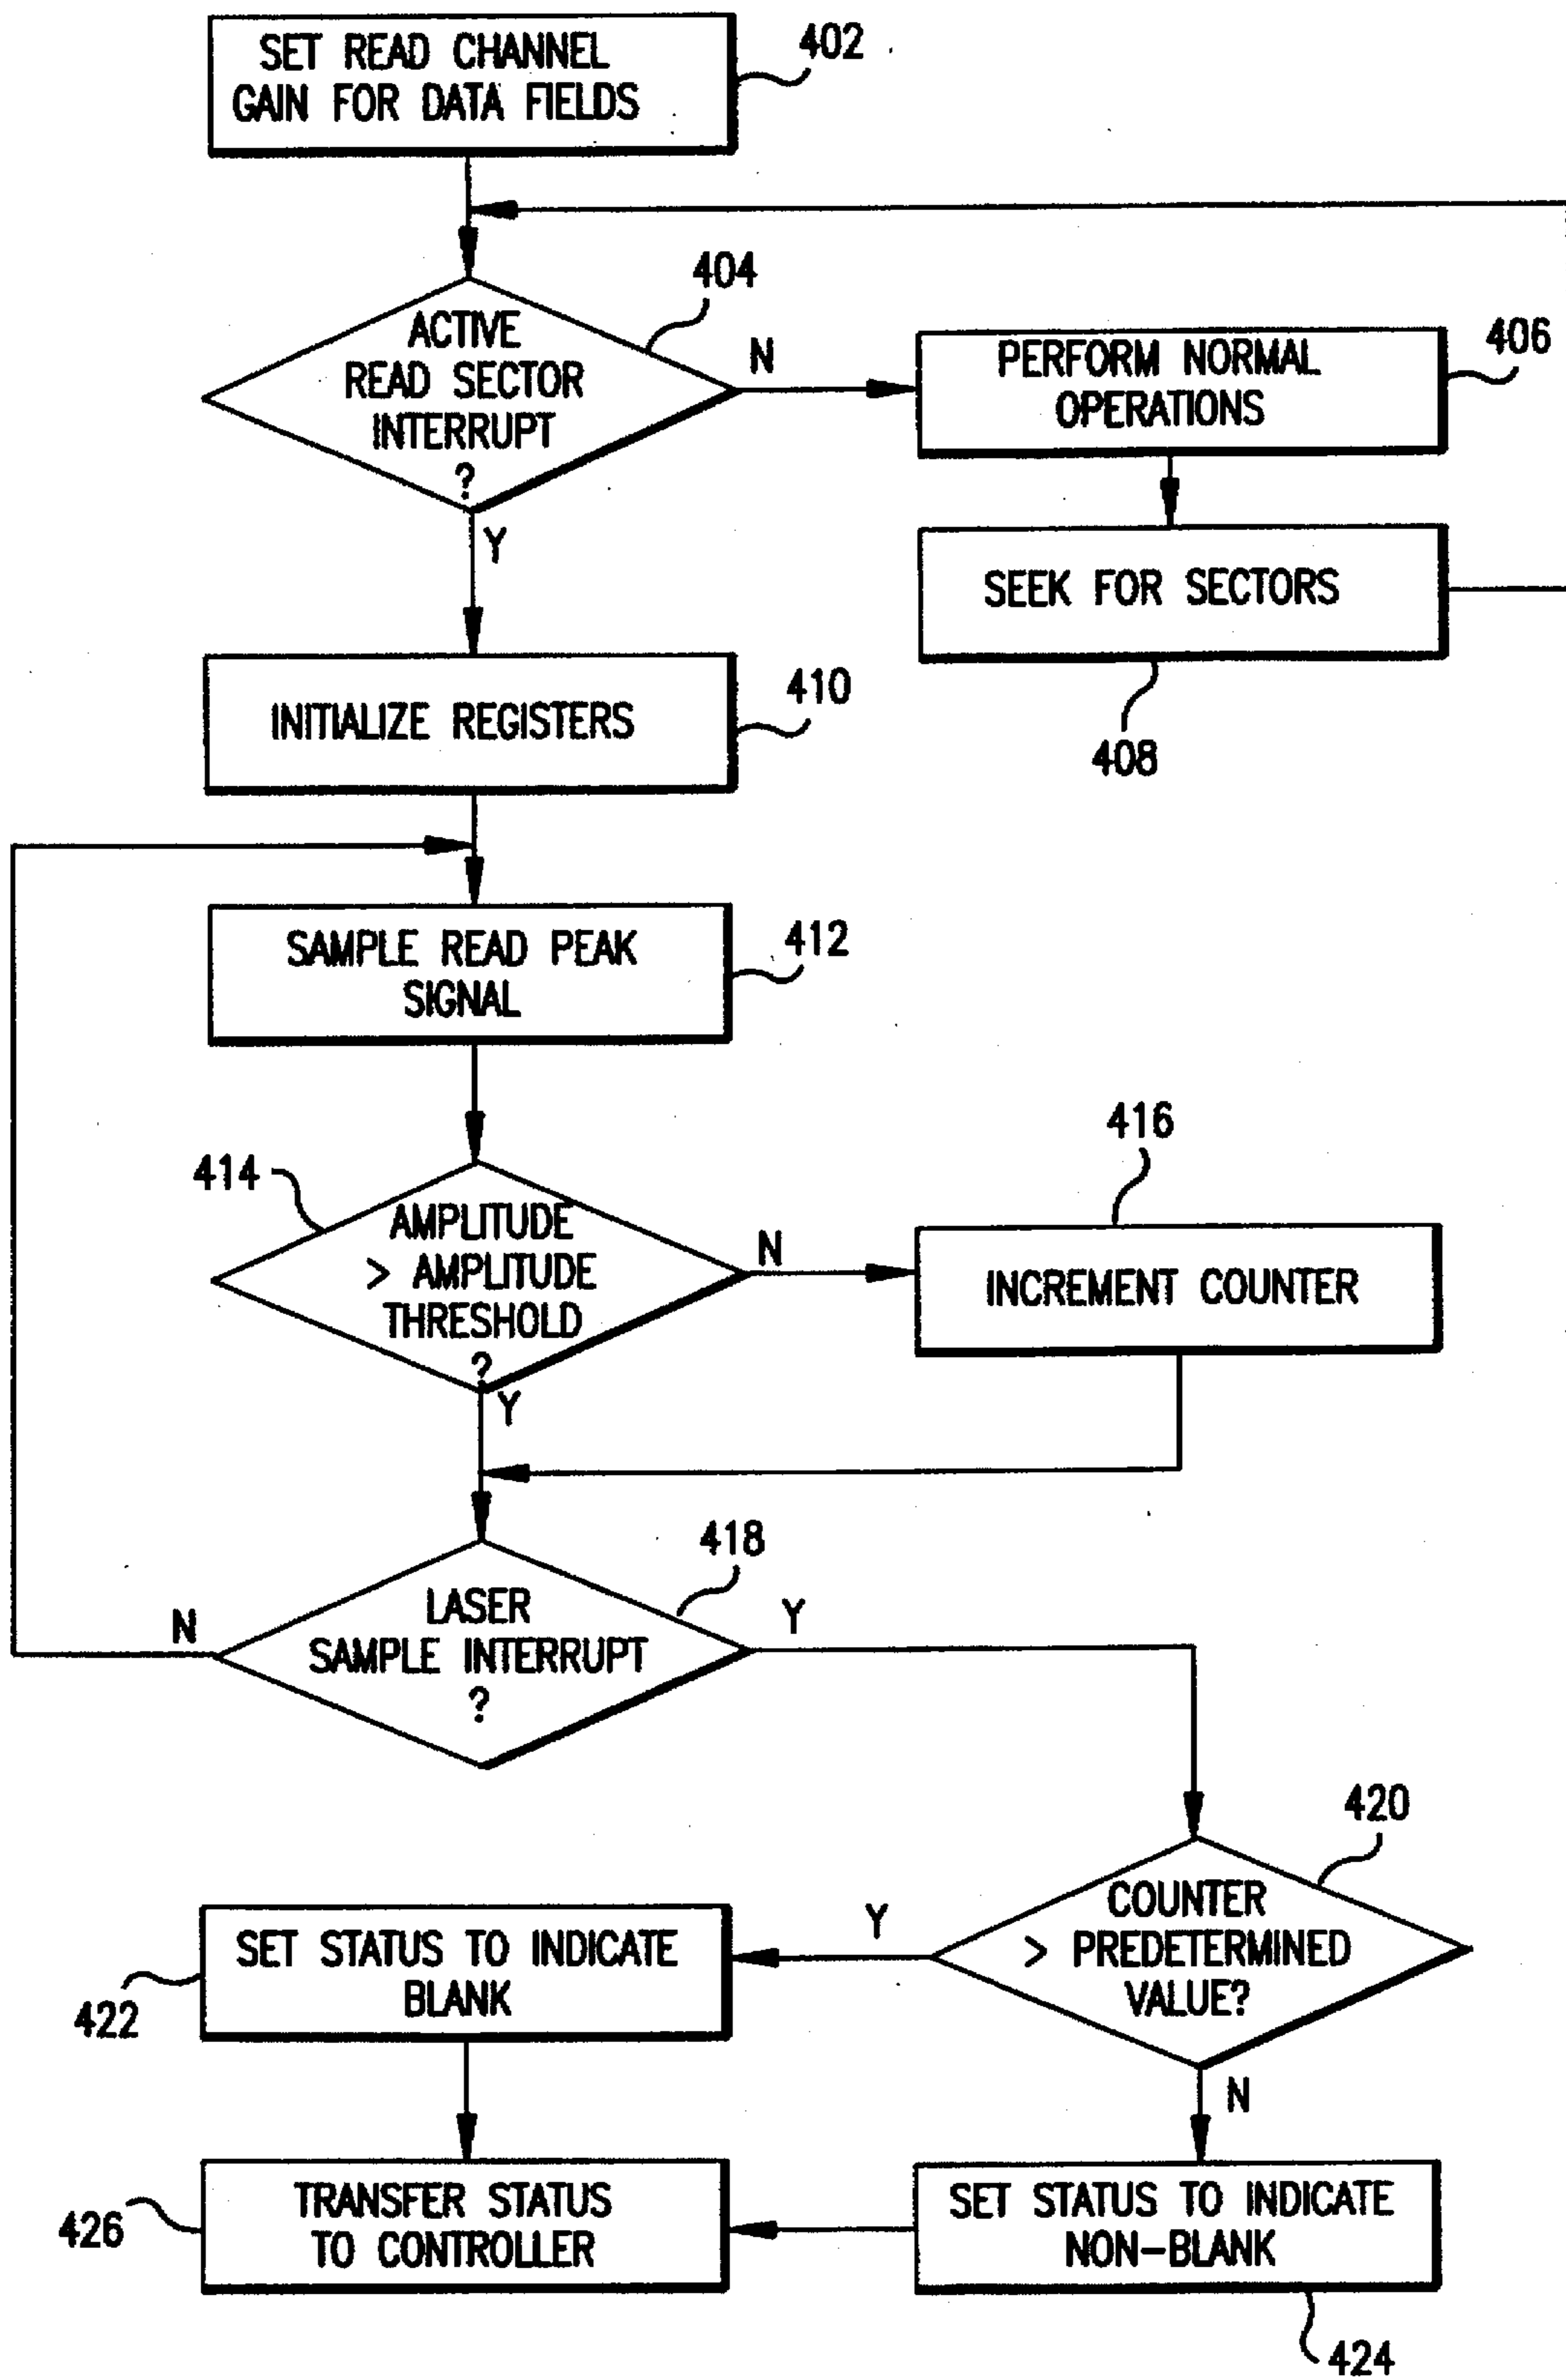 SET READ CHANNEL
GAIN FOR DATA FIELDS
402
404
ACTIVE
READ SECTOR
INTERRUPT
?
N
Y
PERFORM NORMAL
OPERATIONS
406
SEEK FOR SECTORS
408
INITIALIZE REGISTERS
410
SAMPLE READ PEAK
SIGNAL
412
414
AMPLITUDE
> AMPLITUDE
THRESHOLD
?
N
Y
416
INCREMENT COUNTER
418
LASER
SAMPLE INTERRUPT
?
N
Y
420
COUNTER
> PREDETERMINED
VALUE?
Y
N
SET STATUS TO INDICATE
BLANK
422
TRANSFER STATUS
TO CONTROLLER
426
SET STATUS TO INDICATE
NON-BLANK
424